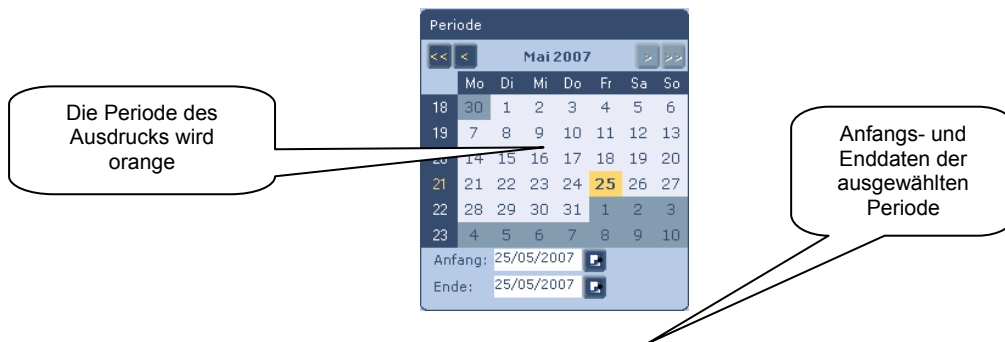 Periode
<< < Mai 2007 > >>
Mo Di Mi Do Fr Sa So
18 30 1 2 3 4 5 6
19 7 8 9 10 11 12 13
20 14 15 16 17 18 19 20
21 21 22 23 24 25 26 27
22 28 29 30 31 1 2 3
23 4 5 6 7 8 9 10
Anfang: 25/05/2007
Ende: 25/05/2007
Die Periode des
Ausdrucks wird
orange
Anfangs- und
Enddaten der
ausgewählten
Periode